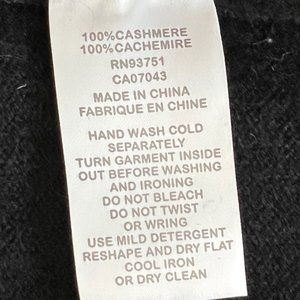 100%CASHMERE
100%CACHEMIRE
RN93751
CA07043
MADE IN CHINA
FABRIQUE EN CHINE
HAND WASH COLD
SEPARATELY
TURN GARMENT INSIDE
OUT BEFORE WASHING
AND IRONING
DO NOT BLEACH
DO NOT TWIST
OR WRING
USE MILD DETERGENT
RESHAPE AND DRY FLAT
COOL IRON
OR DRY CLEAN